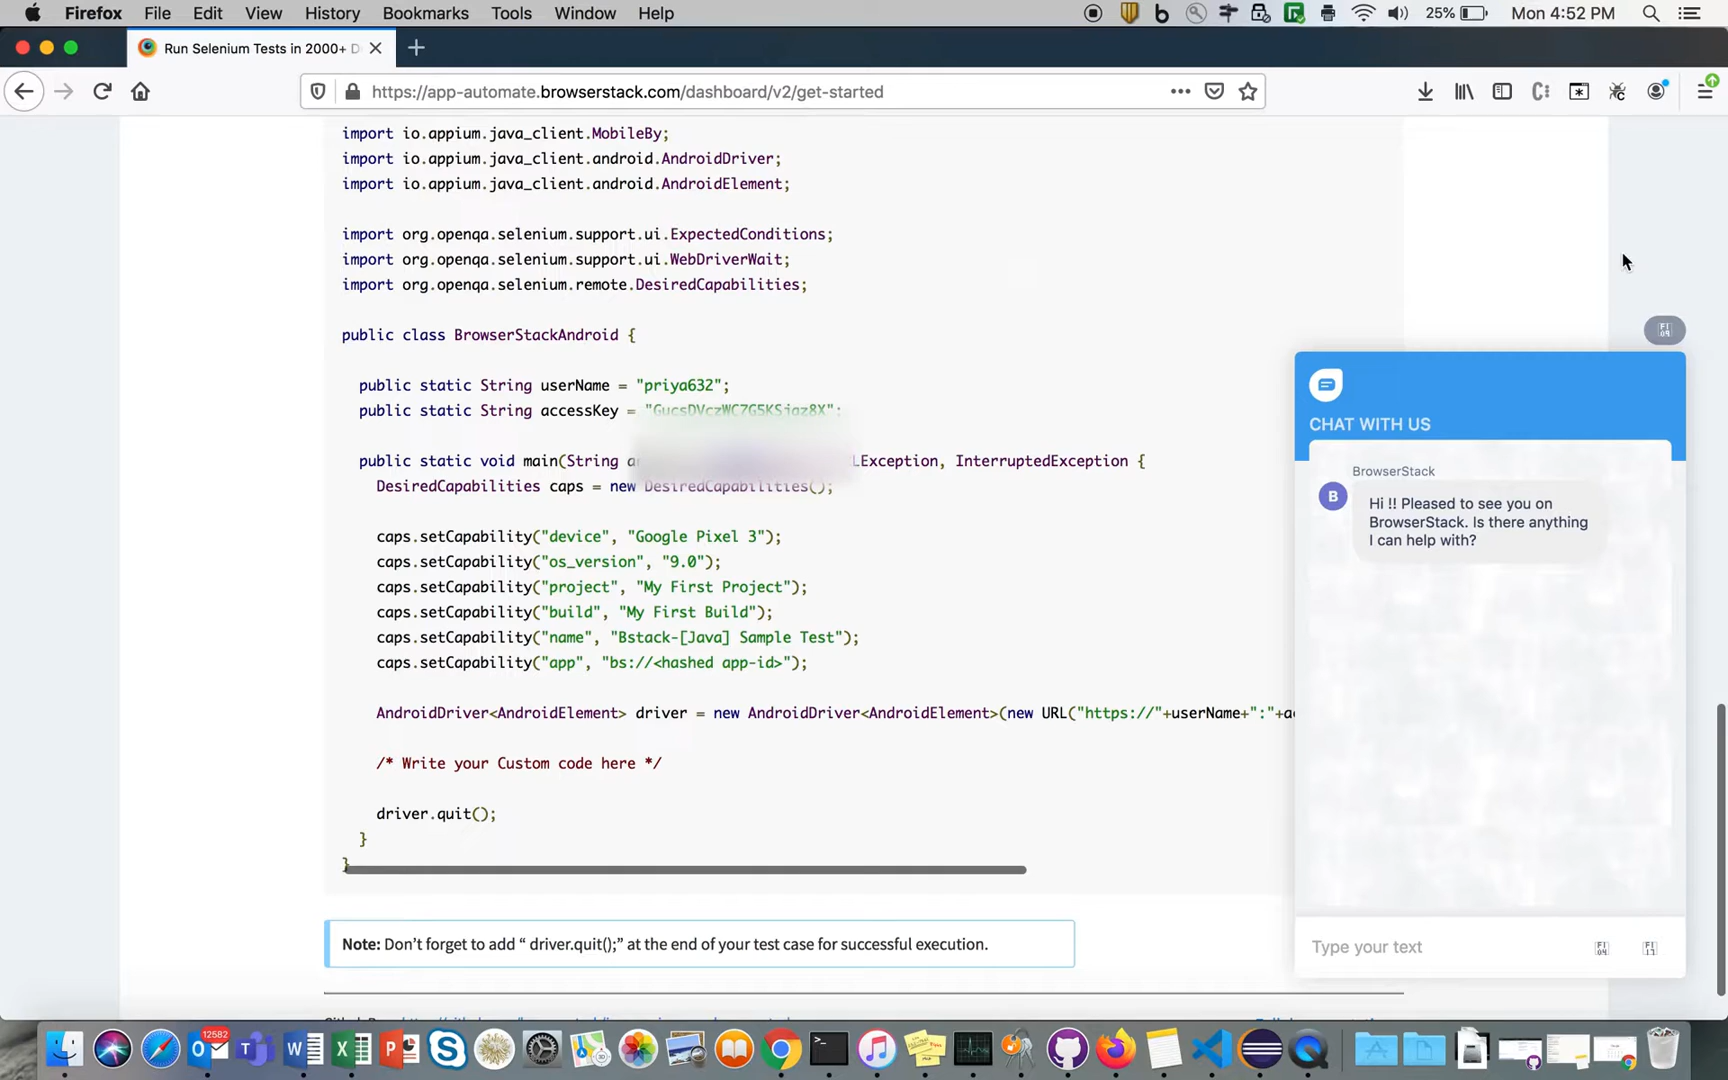 Firefox File Edit View History Bookmarks Tools Window Help 25% Mon 4:52 PM
Run Selenium Tests in 2000+ D
https://app-automate.browserstack.com/dashboard/v2/get-started
import io.appium.java_client.MobileBy;
import io.appium.java_client.android.AndroidDriver;
import io.appium.java_client.android.AndroidElement;
import org.openqa.selenium.support.ui.ExpectedConditions;
import org.openqa.selenium.support.ui.WebDriverWait;
import org.openqa.selenium.remote.DesiredCapabilities;
public class BrowserStackAndroid {
public static String userName = "priya632";
public static String accessKey =
public static void main(String LException, InterruptedException {
DesiredCapabilities caps = new DesiredCapabilities();
caps.setCapability("device", "Google Pixel 3");
caps.setCapability("os_version", "9.0");
caps.setCapability("project", "My First Project");
caps.setCapability("build", "My First Build");
caps.setCapability("name", "Bstack-[Java] Sample Test");
caps.setCapability("app", "bs://<hashed app-id>");
AndroidDriver<AndroidElement> driver = new AndroidDriver<AndroidElement>(new URL("https://"+userName+":"+a
/* Write your Custom code here */
driver.quit();
}
}
Note: Don't forget to add “ driver.quit();” at the end of your test case for successful execution.
CHAT WITH US
BrowserStack
B
Hi !! Pleased to see you on
BrowserStack. Is there anything
I can help with?
Type your text
12582